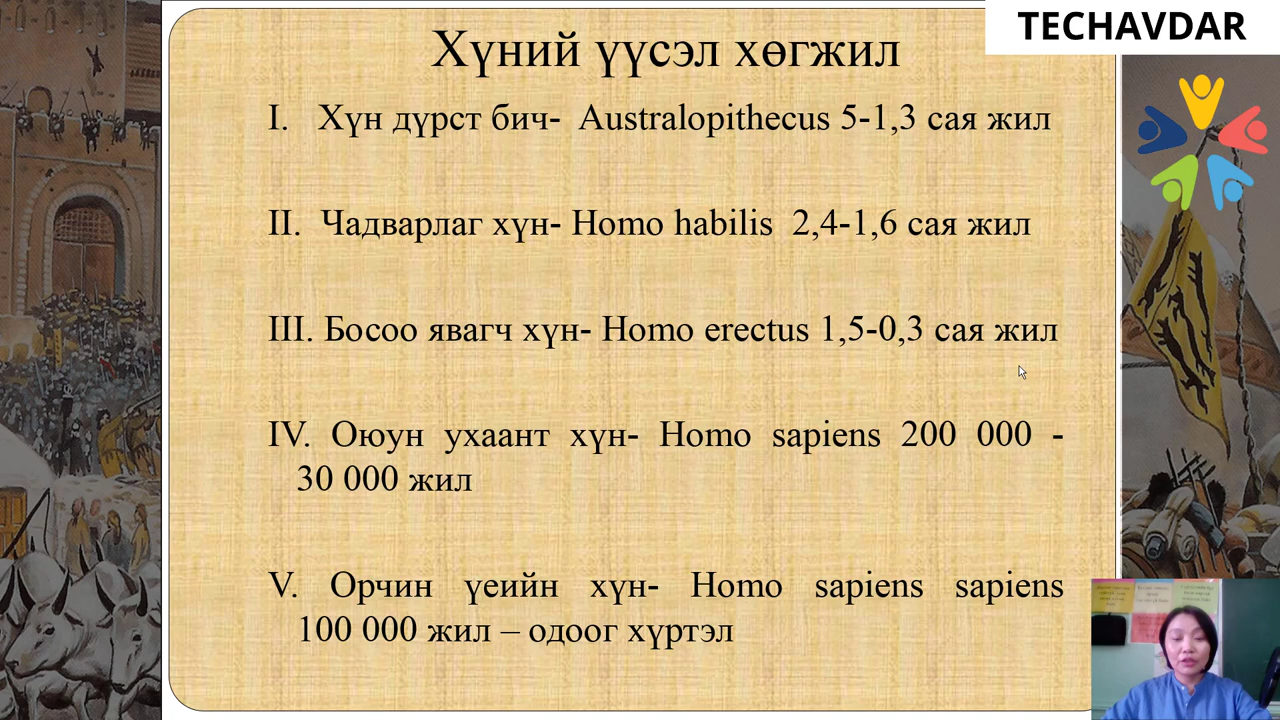 TECHAVDAR
Хүний үүсэл хөгжил
I. Хүн дүрст бич- Australopithecus 5-1,3 сая жил
II. Чадварлаг хүн- Homo habilis 2,4-1,6 сая жил
III. Босоо явагч хүн- Homo erectus 1,5-0,3 сая жил
IV. Оюун ухаант хүн- Homo sapiens 200 000 -
30 000 жил
V. Орчин үеийн хүн- Homo sapiens sapiens
100 000 жил – одоог хүртэл